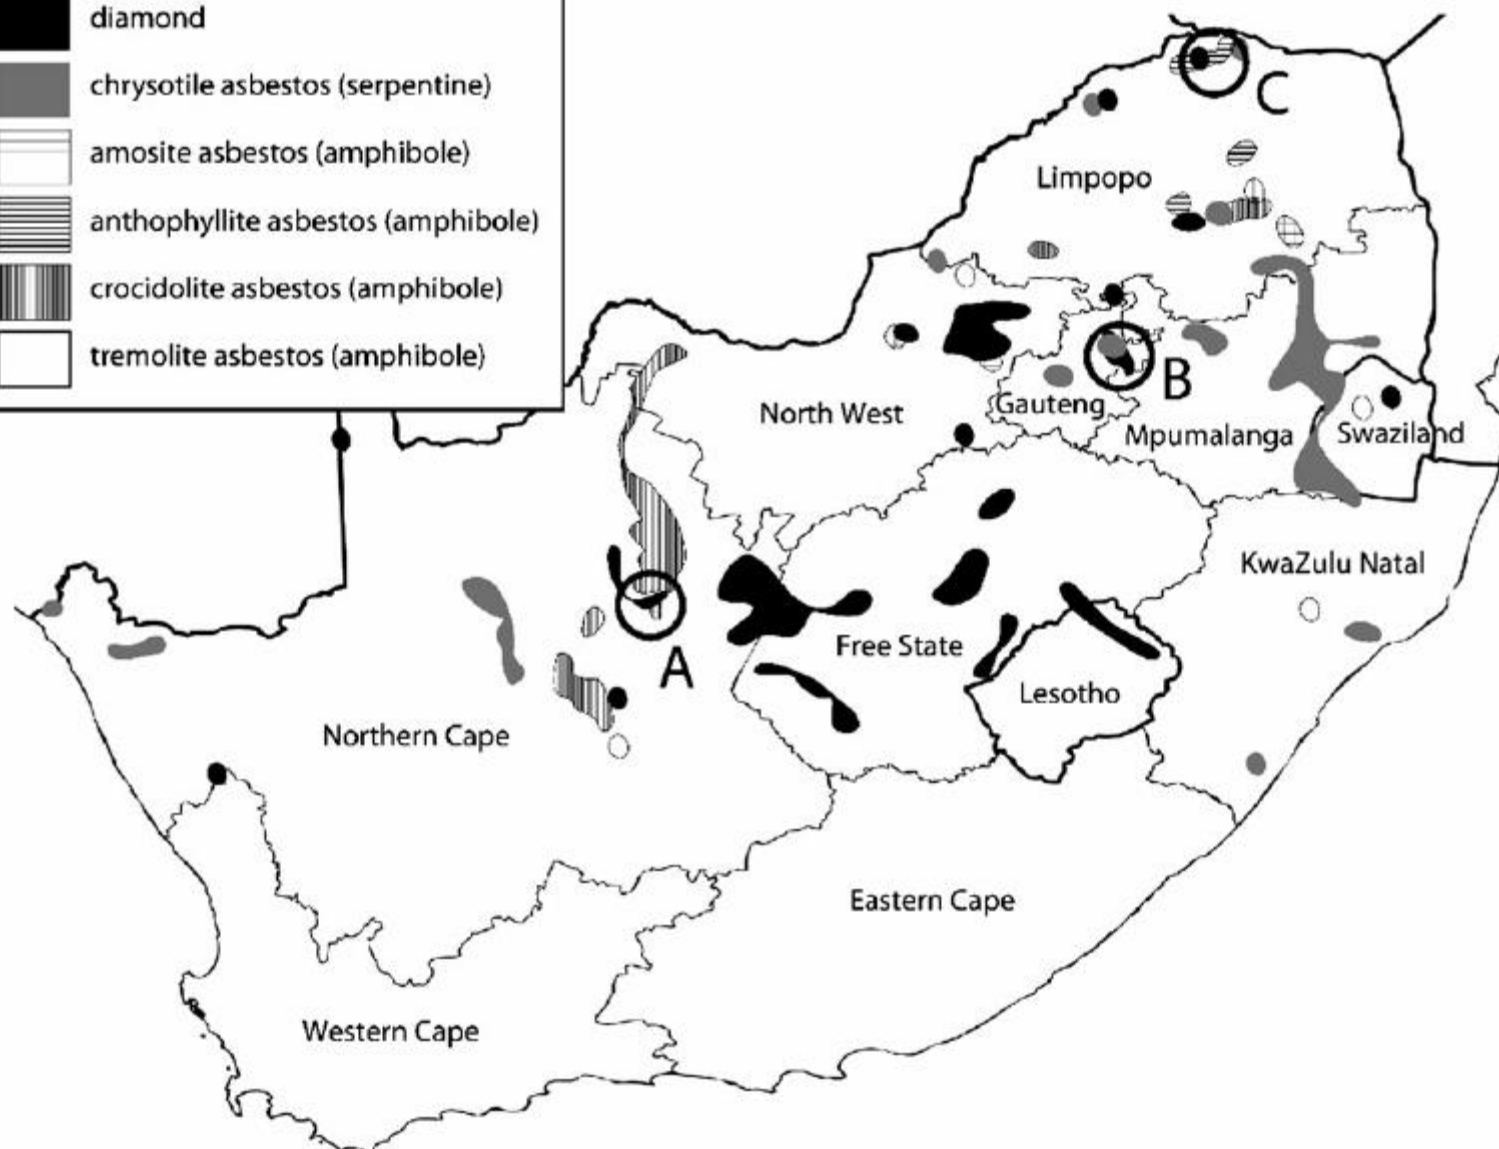 diamond
chrysotile asbestos (serpentine)
amosite asbestos (amphibole)
anthophyllite asbestos (amphibole)
crocidolite asbestos (amphibole)
tremolite asbestos (amphibole)
C
Limpopo
B
North West
Gauteng
Mpumalanga
Swaziland
KwaZulu Natal
Free State
A
Lesotho
Northern Cape
Eastern Cape
Western Cape